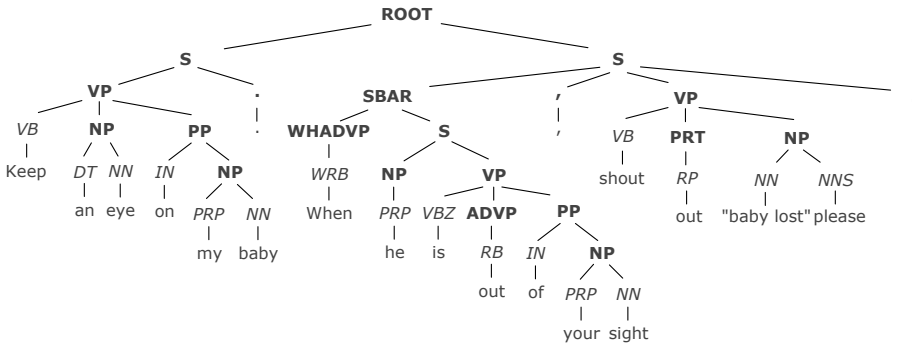 ROOT
S S
VP . SBAR , VP
VB NP PP . WHADVP S , VB PRT NP
Keep DT NN IN NP WRB NP VP shout RP NN NNS
an eye on PRP NN When PRP VBZ ADVP PP out "baby lost" please
my baby he is RB IN NP
out of PRP NN
your sight